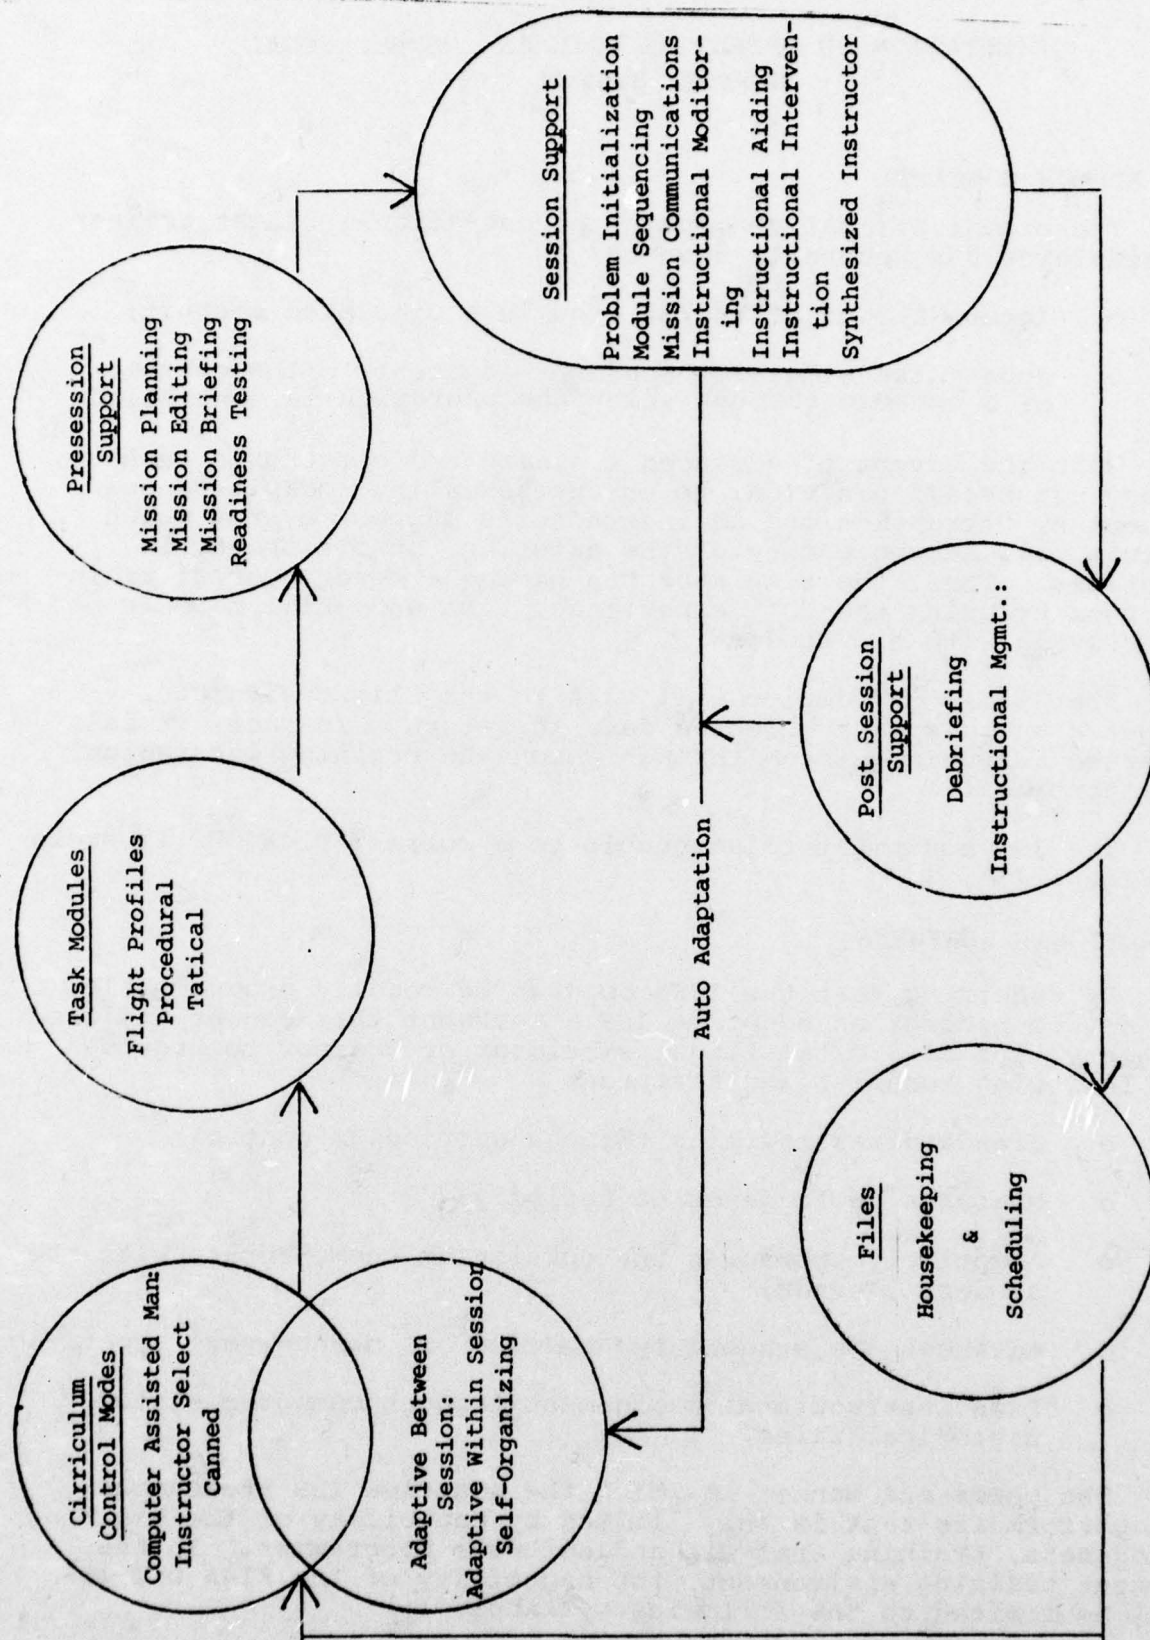 Cirriculum
Control Modes
Computer Assisted Man:
Instructor Select
Canned
Adaptive Between
Session:
Adaptive Within Session
Self-Organizing
Task Modules
Flight Profiles
Procedural
Tatical
Presession
Support
Mission Planning
Mission Editing
Mission Briefing
Readiness Testing
Session Support
Problem Initialization
Module Sequencing
Mission Communications
Instructional Moditor-
ing
Instructional Aiding
Instructional Interven-
tion
Synthesized Instructor
Auto Adaptation
Post Session
Support
Debriefing
Instructional Mgmt.:
Files
Housekeeping
&
Scheduling